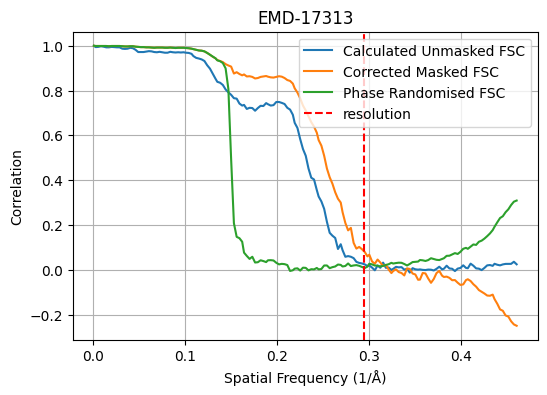 EMD-17313
Calculated Unmasked FSC
Corrected Masked FSC
Phase Randomised FSC
resolution
Correlation
1.0
0.8
0.6
0.4
0.2
0.0
−0.2
0.0 0.1 0.2 0.3 0.4
Spatial Frequency (1/Å)